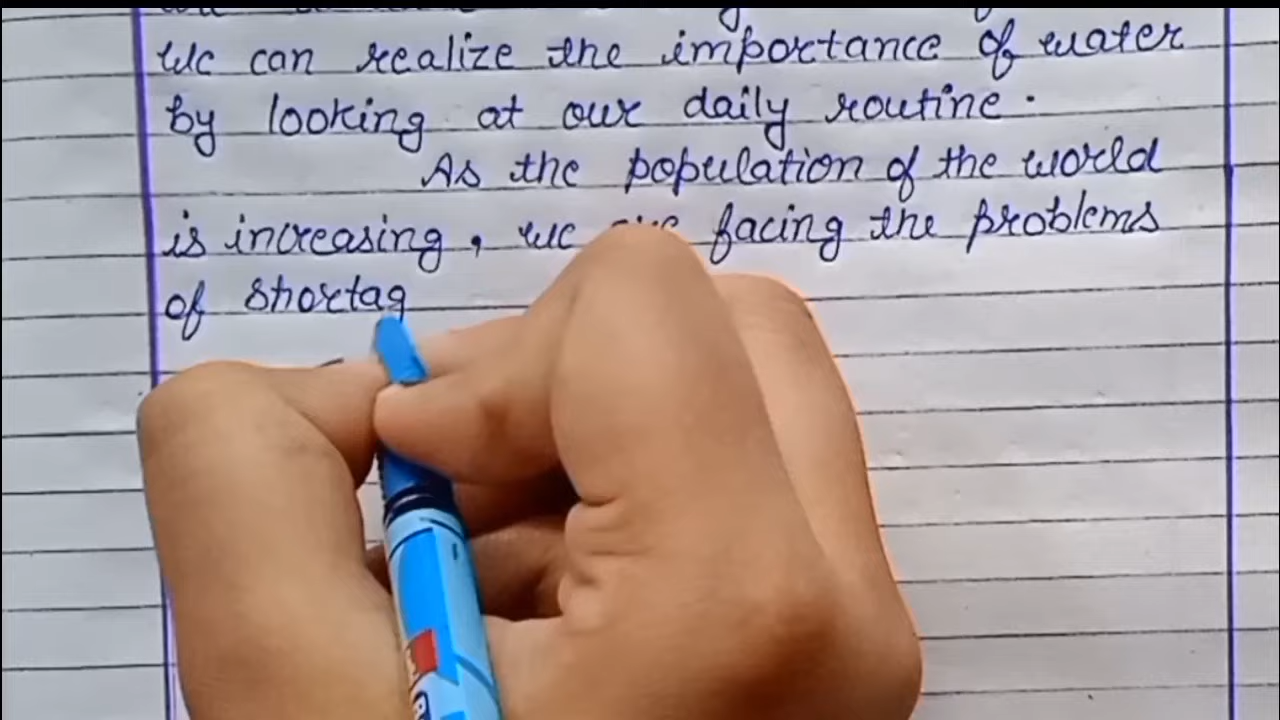 we can realize the importance of water
by looking at our daily routine.
As the population of the world
is increasing, we are facing the problems
of shortag